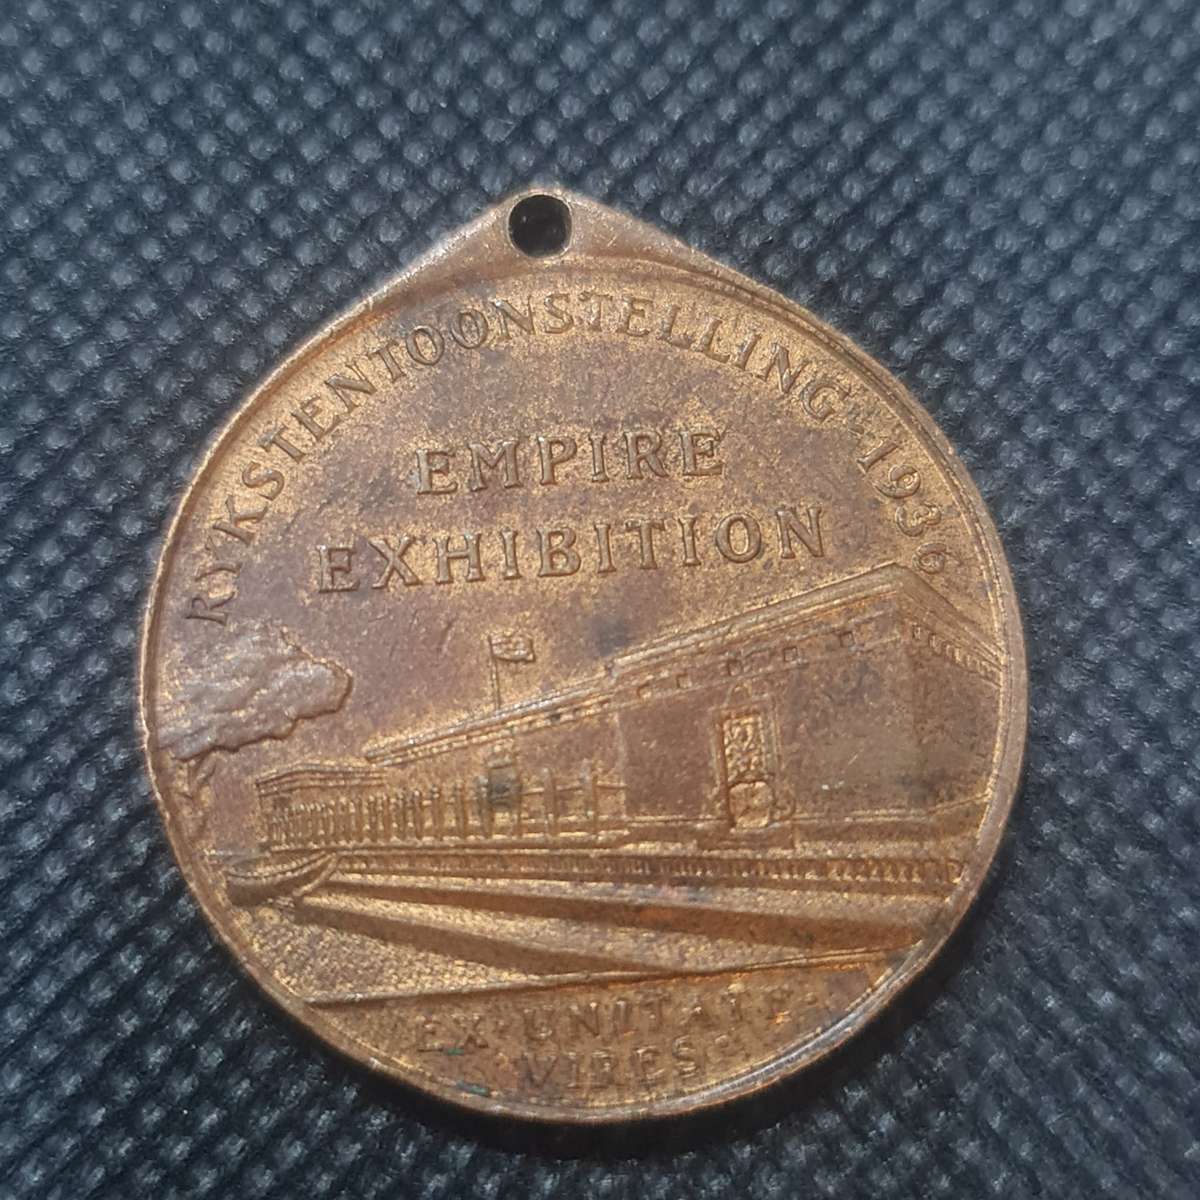 RYKSTENTOONSTELLING - 1936
EMPIRE
EXHIBITION
EX·UNITATE·
VIRES